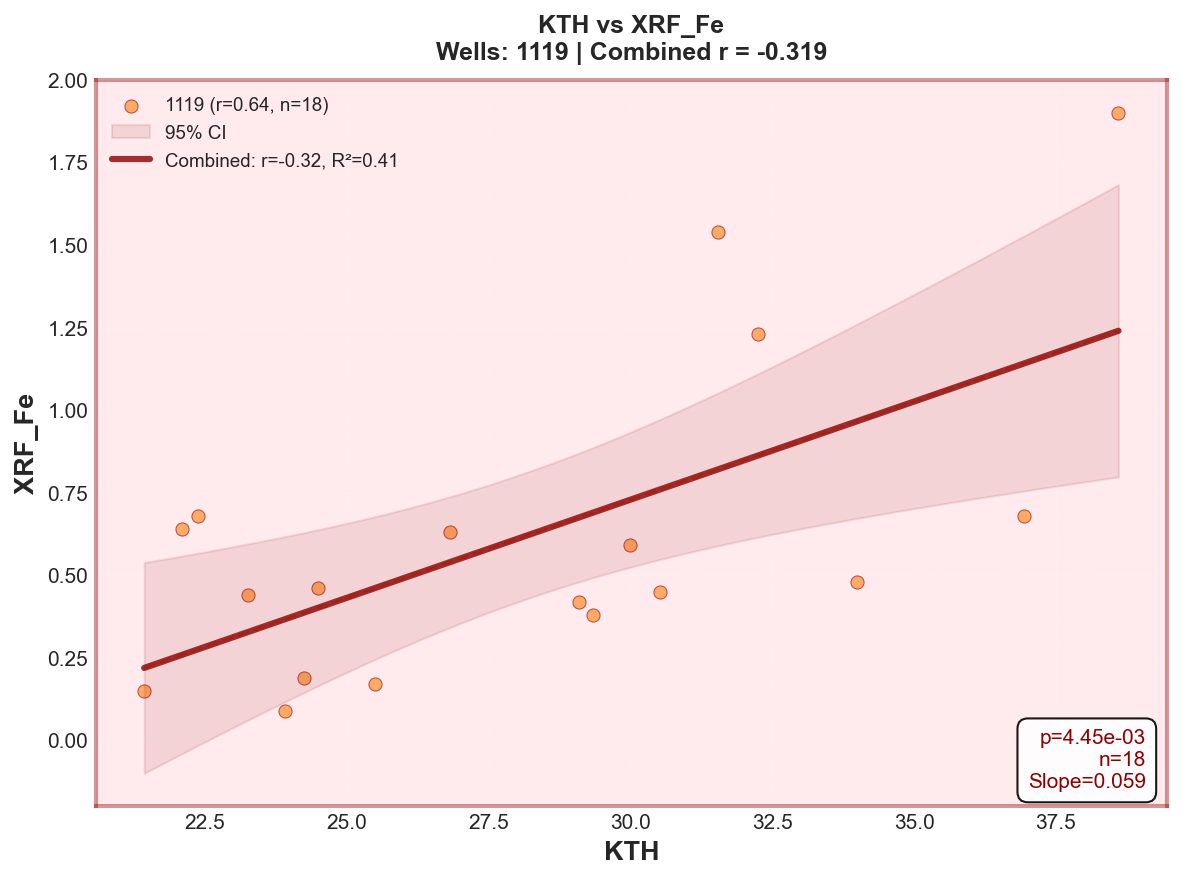 KTH vs XRF_Fe
Wells: 1119 | Combined r = -0.319
1119 (r=0.64, n=18)
95% CI
Combined: r=-0.32, R²=0.41
2.00
1.75
1.50
1.25
1.00
0.75
0.50
0.25
0.00
XRF_Fe
p=4.45e-03
n=18
Slope=0.059
22.5
25.0
27.5
30.0
32.5
35.0
37.5
KTH